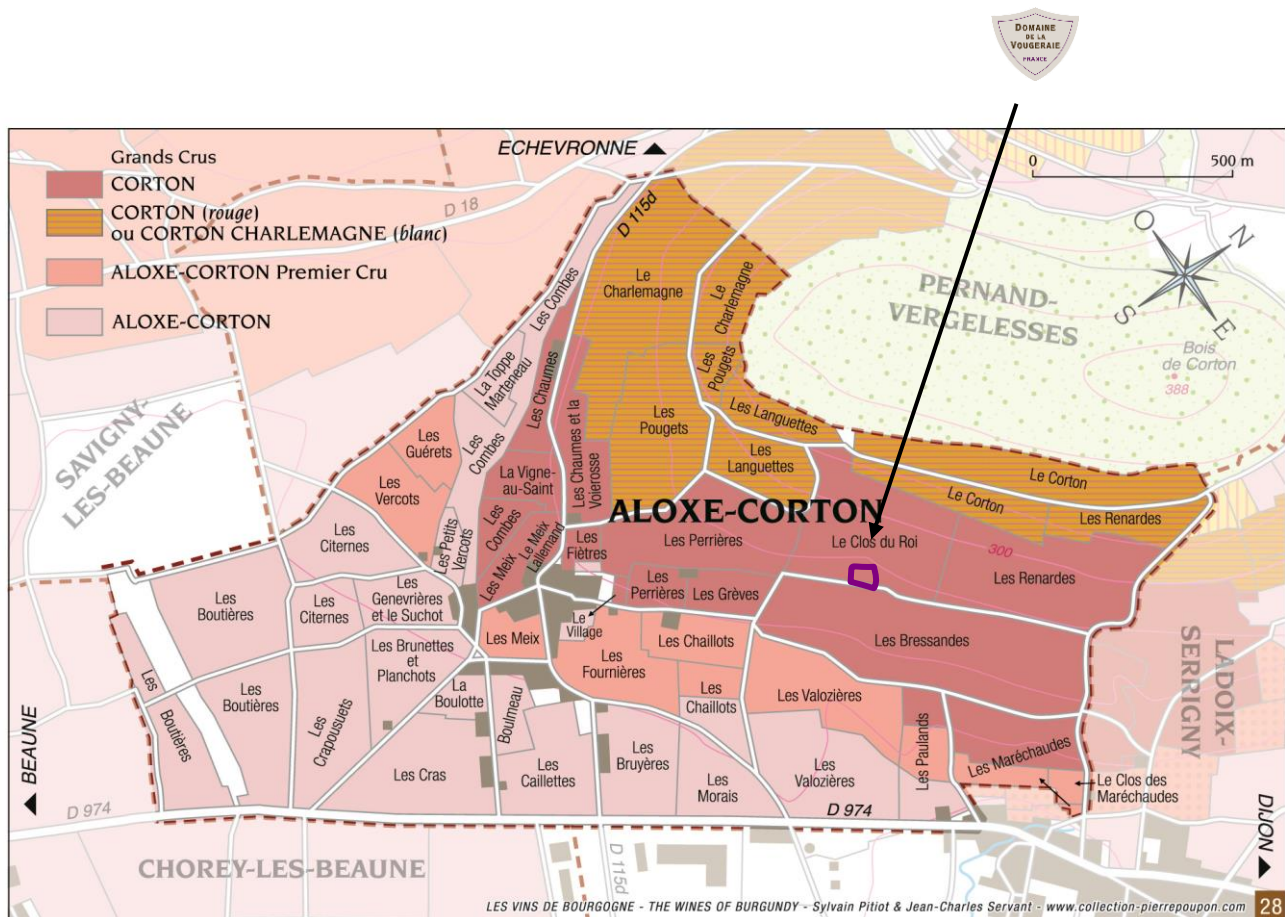 DOMAINE
DE LA
VOUGERAIE
FRANCE
ECHEVRONNE
0 500 m
Grands Crus
CORTON
CORTON (rouge)
ou CORTON CHARLEMAGNE (blanc)
ALOXE-CORTON Premier Cru
ALOXE-CORTON
D 18
D 115d
O
N
S
E
PERNAND-
VERGELESSES
Bois
de Corton
388
SAVIGNY-
LES-BEAUNE
Les Combes
Le
Charlemagne
Le
Charlemagne
La Toppe
Marteneau
Les Chaumes
Les
Pougets
Les
Guérets
Les
Combes
Les Chaumes et la
Voierosse
Les
Pougets
Les Languettes
Les
Languettes
Les
Vercots
La Vigne-
au-Saint
Le Corton
Le Corton
Les Renardes
ALOXE-CORTON
Les
Citernes
Les Petits
Vercots
Les
Combes
Les Meix
Le Meix
Lallemand
Les
Fiètres
Les Perrières
Le Clos du Roi
300
Les Renardes
Les
Boutières
Les
Citernes
Les
Genevrières
et le Suchot
Les
Perrières
Les Grèves
Le
Village
Les Meix
Les
Fournières
Les Chaillots
Les Bressandes
LADOIX-
SERRIGNY
Les
Boutières
Les
Boutières
Les
Crapousuets
Les Brunettes
et
Planchots
La
Boulotte
Boulmeau
Les
Chaillots
Les Valozières
Les Paulands
Les Maréchaudes
Le Clos des
Maréchaudes
Les Cras
Les
Caillettes
Les
Bruyères
Les
Morais
Les
Valozières
BEAUNE
D 974
D 974
DIJON
CHOREY-LES-BEAUNE
D 115d
LES VINS DE BOURGOGNE - THE WINES OF BURGUNDY - Sylvain Pitiot & Jean-Charles Servant - www.collection-pierrepoupon.com 28